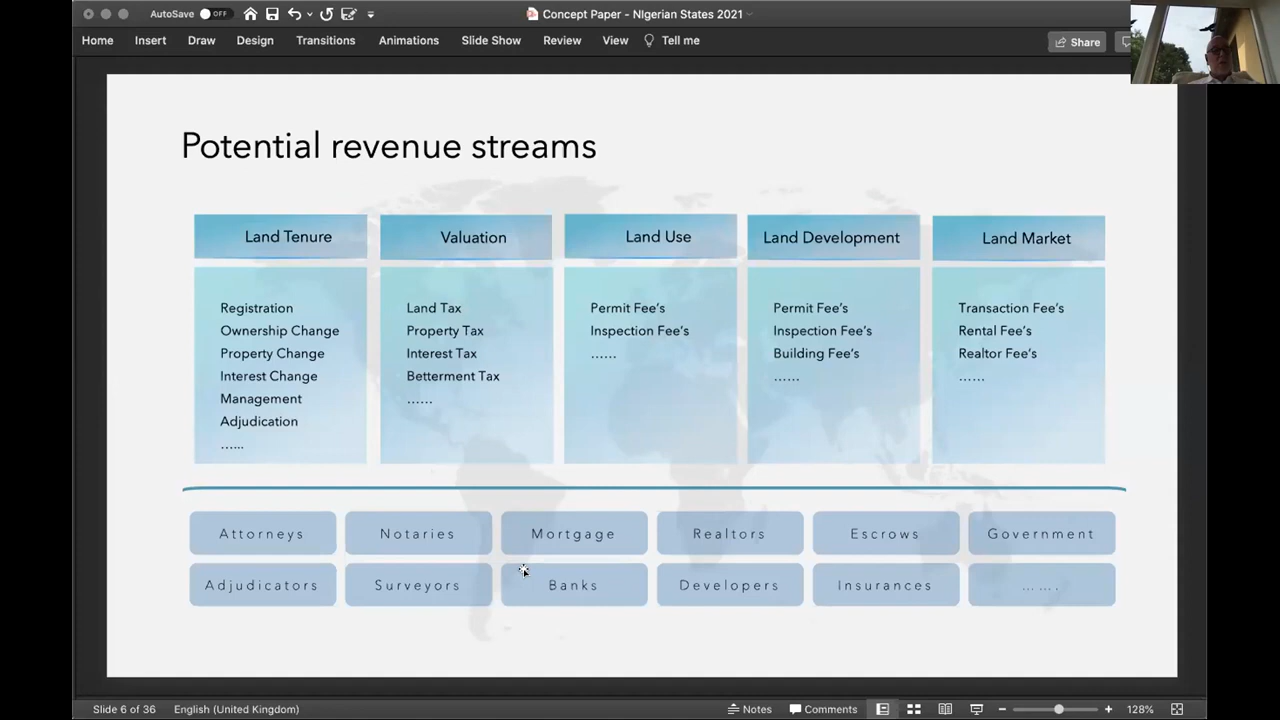 AutoSave OFF
Concept Paper - NIgerian States 2021
Home Insert Draw Design Transitions Animations Slide Show Review View Tell me
Share
Potential revenue streams
Land Tenure
Registration
Ownership Change
Property Change
Interest Change
Management
Adjudication
......
Valuation
Land Tax
Property Tax
Interest Tax
Betterment Tax
......
Land Use
Permit Fee's
Inspection Fee's
......
Land Development
Permit Fee's
Inspection Fee's
Building Fee's
......
Land Market
Transaction Fee's
Rental Fee's
Realtor Fee's
......
Attorneys Notaries Mortgage Realtors Escrows Government
Adjudicators Surveyors Banks Developers Insurances .......
Slide 6 of 36 English (United Kingdom) Notes Comments 128%